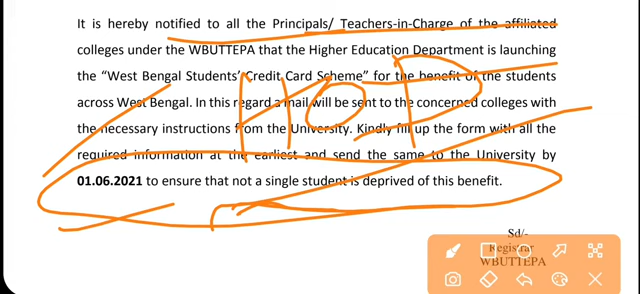 It is hereby notified to all the Principals/ Teachers-in-Charge of the affiliated
colleges under the WBUTTEPA that the Higher Education Department is launching
the “West Bengal Students’ Credit Card Scheme” for the benefit of the students
across West Bengal. In this regard a mail will be sent to the concerned colleges with
the necessary instructions from the University. Kindly fill up the form with all the
required information at the earliest and send the same to the University by
01.06.2021 to ensure that not a single student is deprived of this benefit.
HOP
Sd/-
Registrar
WBUTTEPA